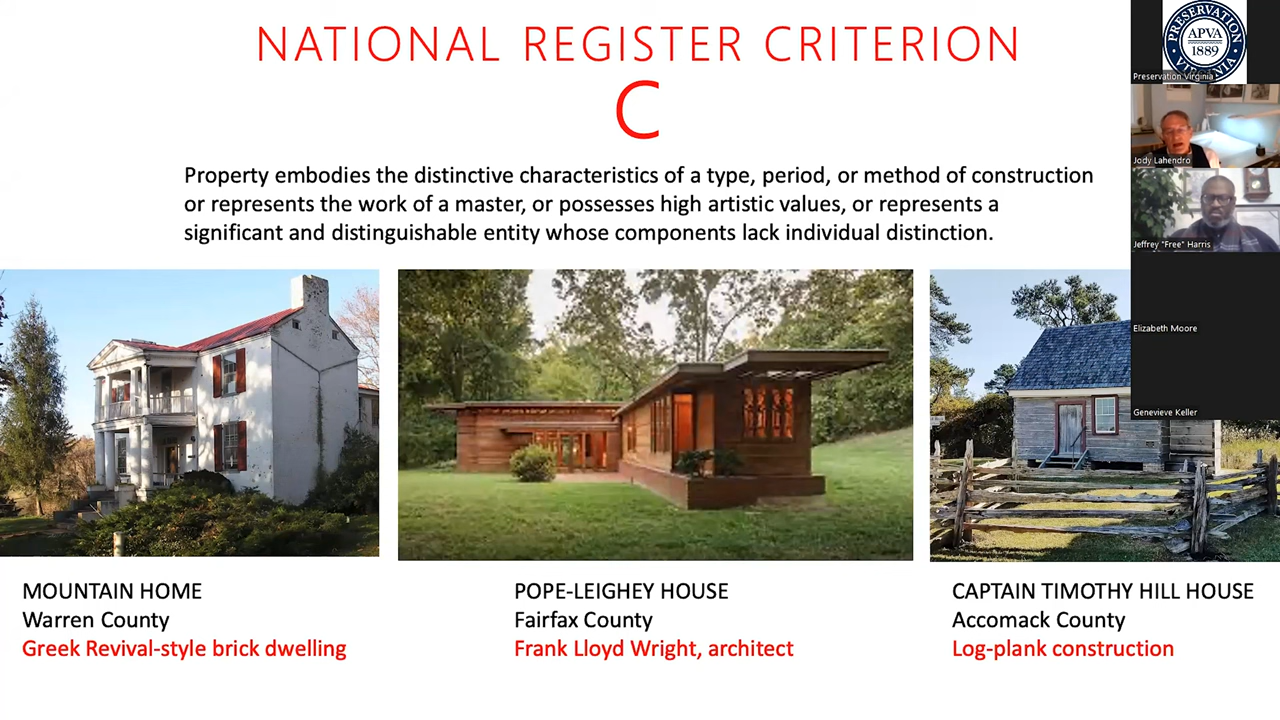 NATIONAL REGISTER CRITERION
C
Property embodies the distinctive characteristics of a type, period, or method of construction
or represents the work of a master, or possesses high artistic values, or represents a
significant and distinguishable entity whose components lack individual distinction.
MOUNTAIN HOME
Warren County
Greek Revival-style brick dwelling
POPE-LEIGHEY HOUSE
Fairfax County
Frank Lloyd Wright, architect
CAPTAIN TIMOTHY HILL HOUSE
Accomack County
Log-plank construction
PRESERVATION
APVA
1889
VIRGINIA
Preservation Virginia
Jody Lahendro
Jeffrey "Free" Harris
Elizabeth Moore
Genevieve Keller